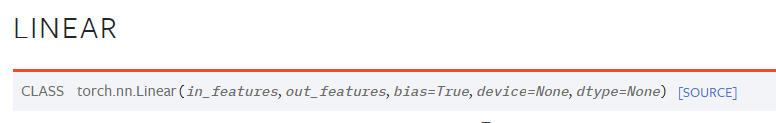 LINEAR
CLASS torch.nn.Linear(in_features, out_features, bias=True, device=None, dtype=None) [SOURCE]